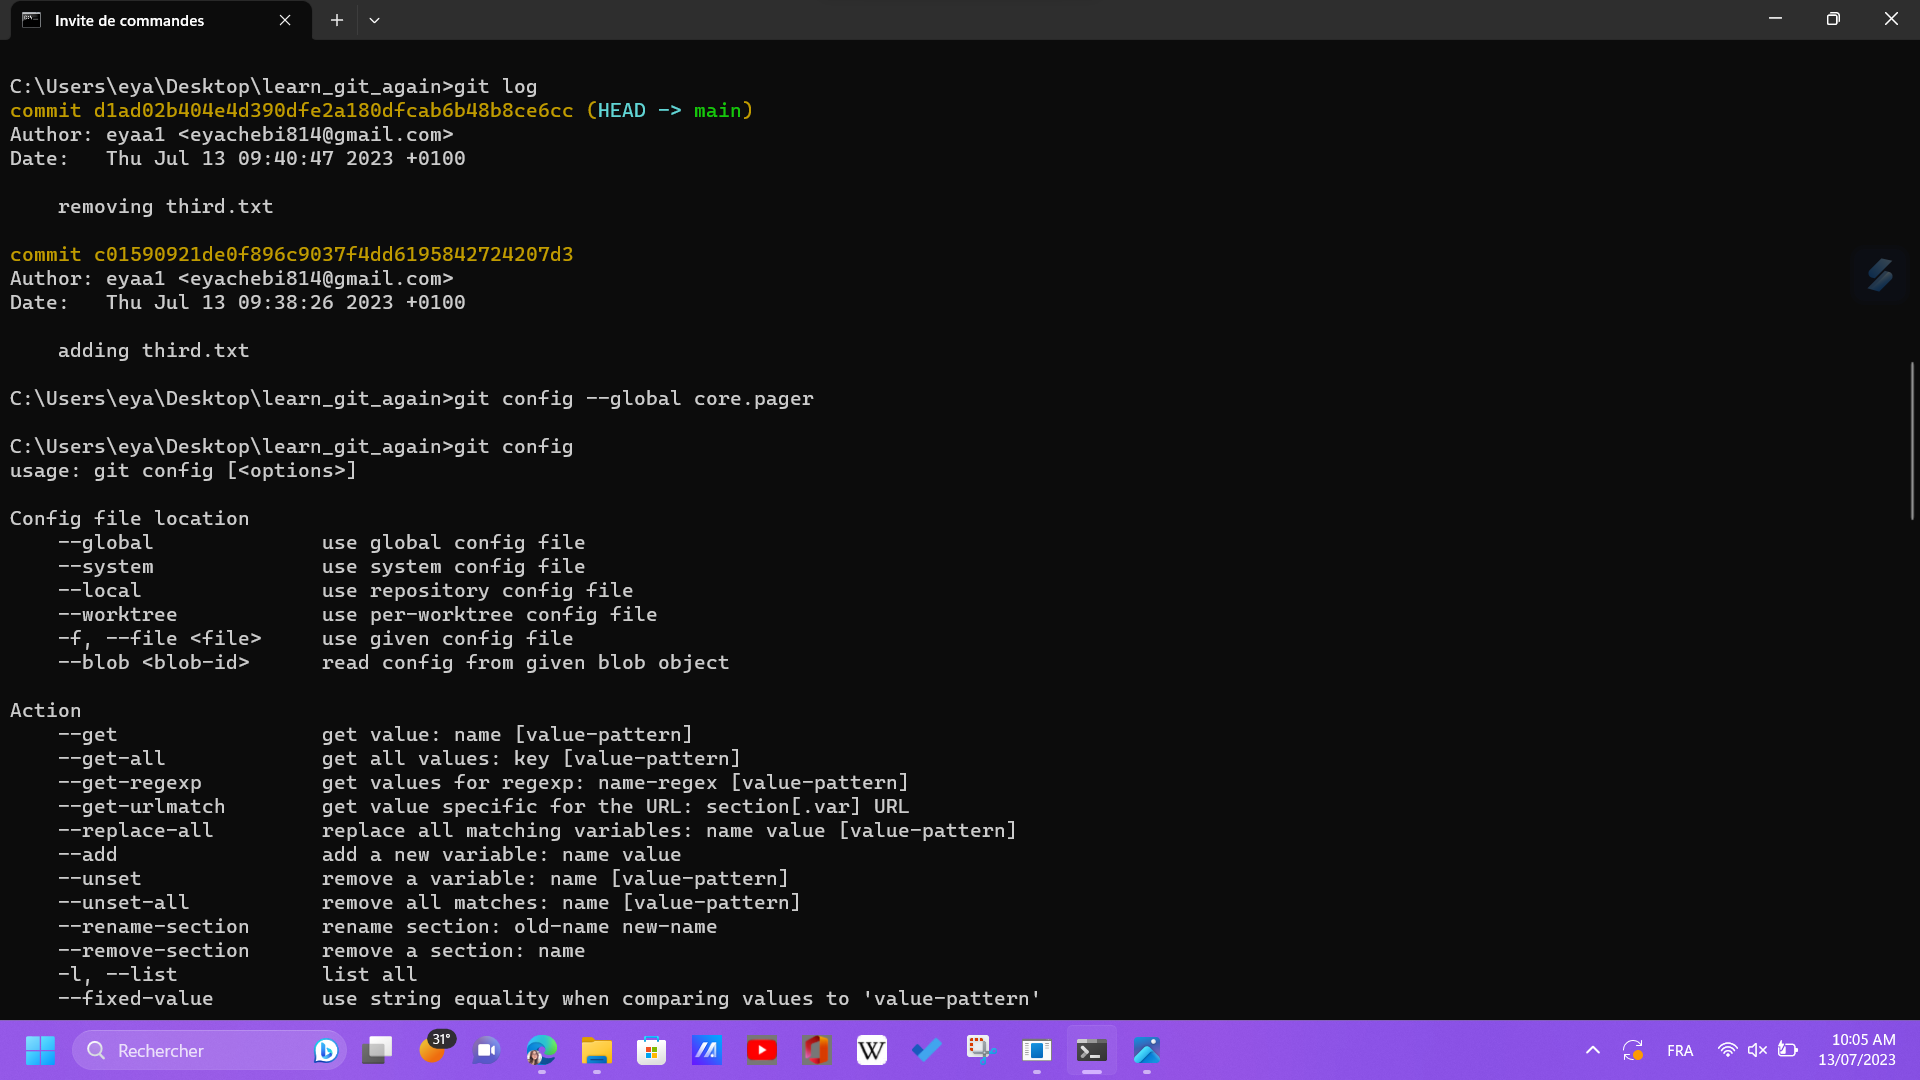 Invite de commandes
C:\Users\eya\Desktop\learn_git_again>git log
commit d1ad02b404e4d390dfe2a180dfcab6b48b8ce6cc (HEAD -> main)
Author: eyaa1 <eyachebi814@gmail.com>
Date:   Thu Jul 13 09:40:47 2023 +0100
    removing third.txt
commit c01590921de0f896c9037f4dd6195842724207d3
Author: eyaa1 <eyachebi814@gmail.com>
Date:   Thu Jul 13 09:38:26 2023 +0100
    adding third.txt
C:\Users\eya\Desktop\learn_git_again>git config --global core.pager
C:\Users\eya\Desktop\learn_git_again>git config
usage: git config [<options>]
Config file location
    --global              use global config file
    --system              use system config file
    --local               use repository config file
    --worktree            use per-worktree config file
    -f, --file <file>     use given config file
    --blob <blob-id>      read config from given blob object
Action
    --get                 get value: name [value-pattern]
    --get-all             get all values: key [value-pattern]
    --get-regexp          get values for regexp: name-regex [value-pattern]
    --get-urlmatch        get value specific for the URL: section[.var] URL
    --replace-all         replace all matching variables: name value [value-pattern]
    --add                 add a new variable: name value
    --unset               remove a variable: name [value-pattern]
    --unset-all           remove all matches: name [value-pattern]
    --rename-section      rename section: old-name new-name
    --remove-section      remove a section: name
    -l, --list            list all
    --fixed-value         use string equality when comparing values to 'value-pattern'
Rechercher
31°
W
FRA
10:05 AM
13/07/2023